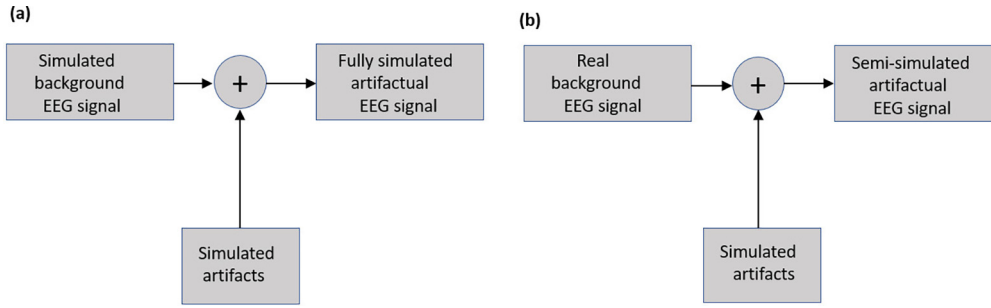 (a)
Simulated
background
EEG signal
+
Fully simulated
artifactual
EEG signal
Simulated
artifacts
(b)
Real
background
EEG signal
+
Semi-simulated
artifactual
EEG signal
Simulated
artifacts